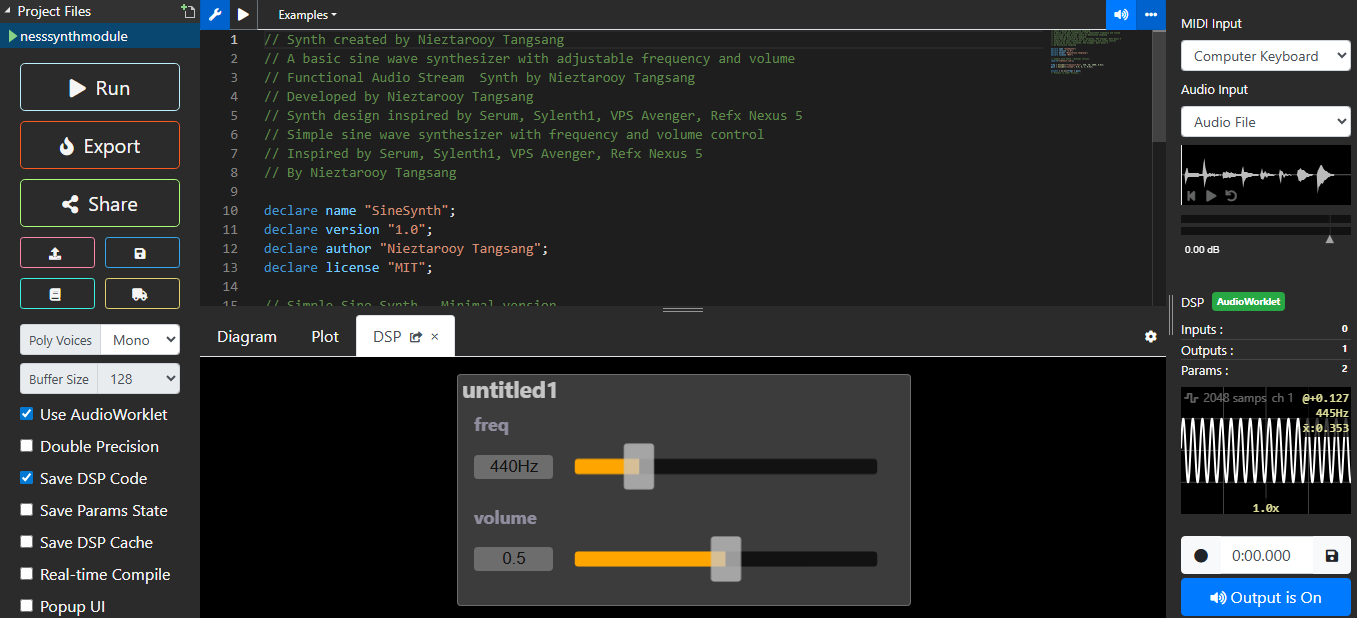 Project Files
nesssynthmodule
Run
Export
Share
Poly Voices Mono
Buffer Size 128
Use AudioWorklet
Double Precision
Save DSP Code
Save Params State
Save DSP Cache
Real-time Compile
Popup UI
Examples
1 // Synth created by Nieztarooy Tangsang
2 // A basic sine wave synthesizer with adjustable frequency and volume
3 // Functional Audio Stream  Synth by Nieztarooy Tangsang
4 // Developed by Nieztarooy Tangsang
5 // Synth design inspired by Serum, Sylenth1, VPS Avenger, Refx Nexus 5
6 // Simple sine wave synthesizer with frequency and volume control
7 // Inspired by Serum, Sylenth1, VPS Avenger, Refx Nexus 5
8 // By Nieztarooy Tangsang
9
10 declare name "SineSynth";
11 declare version "1.0";
12 declare author "Nieztarooy Tangsang";
13 declare license "MIT";
14
15 // Simple Sine Synth - Minimal version
Diagram Plot DSP ×
untitled1
freq
440Hz
volume
0.5
MIDI Input
Computer Keyboard
Audio Input
Audio File
0.00 dB
DSP AudioWorklet
Inputs : 0
Outputs : 1
Params : 2
2048 samps ch 1 @+0.127
445Hz
x̄:0.353
1.0x
0:00.000
Output is On